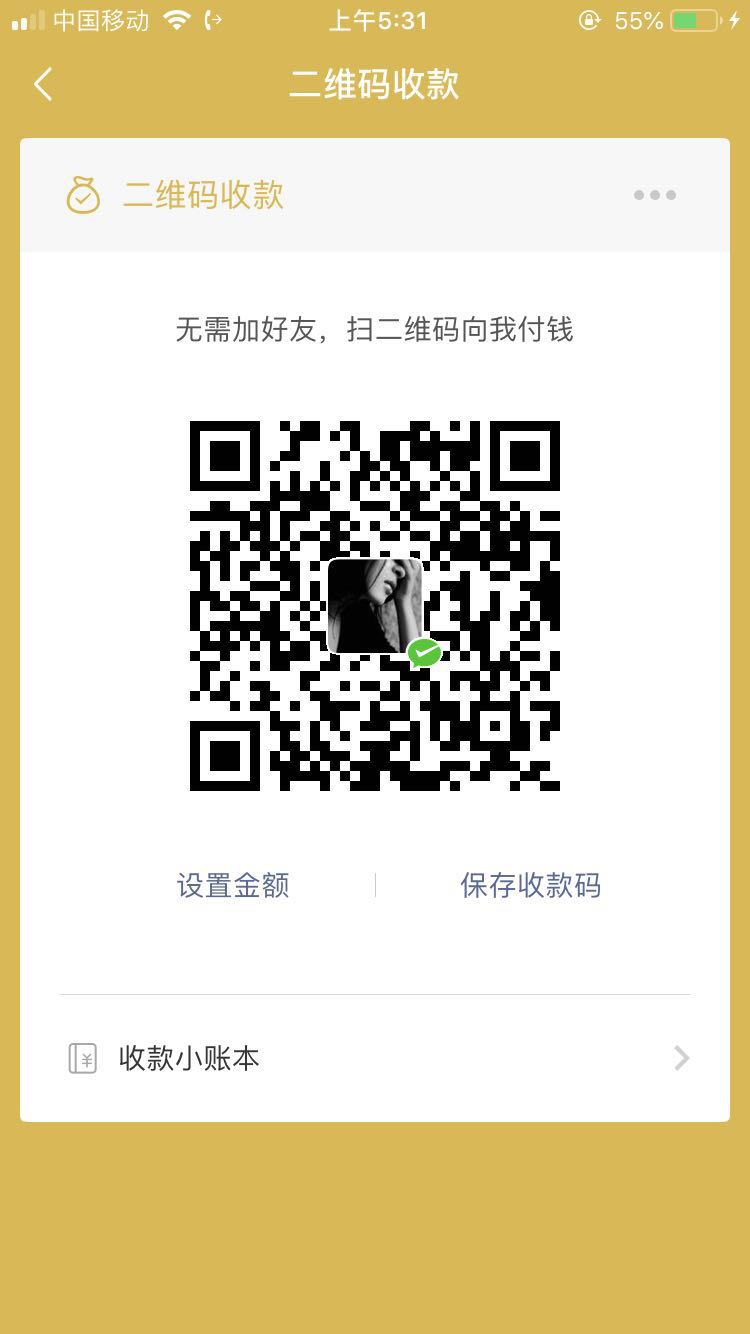 中国移动 上午5:31 55%
二维码收款
二维码收款
无需加好友，扫二维码向我付钱
设置金额 保存收款码
收款小账本